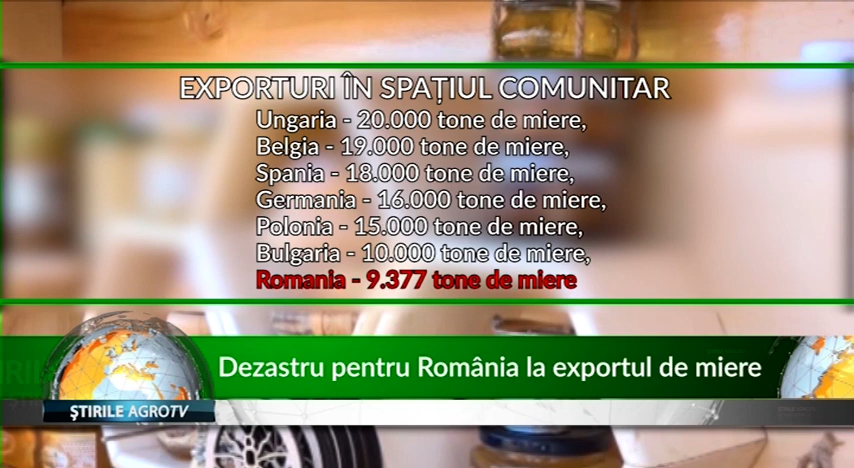 EXPORTURI ÎN SPAȚIUL COMUNITAR
Ungaria - 20.000 tone de miere,
Belgia - 19.000 tone de miere,
Spania - 18.000 tone de miere,
Germania - 16.000 tone de miere,
Polonia - 15.000 tone de miere,
Bulgaria - 10.000 tone de miere,
Romania - 9.377 tone de miere
Dezastru pentru România la exportul de miere
ȘTIRILE AGROTV